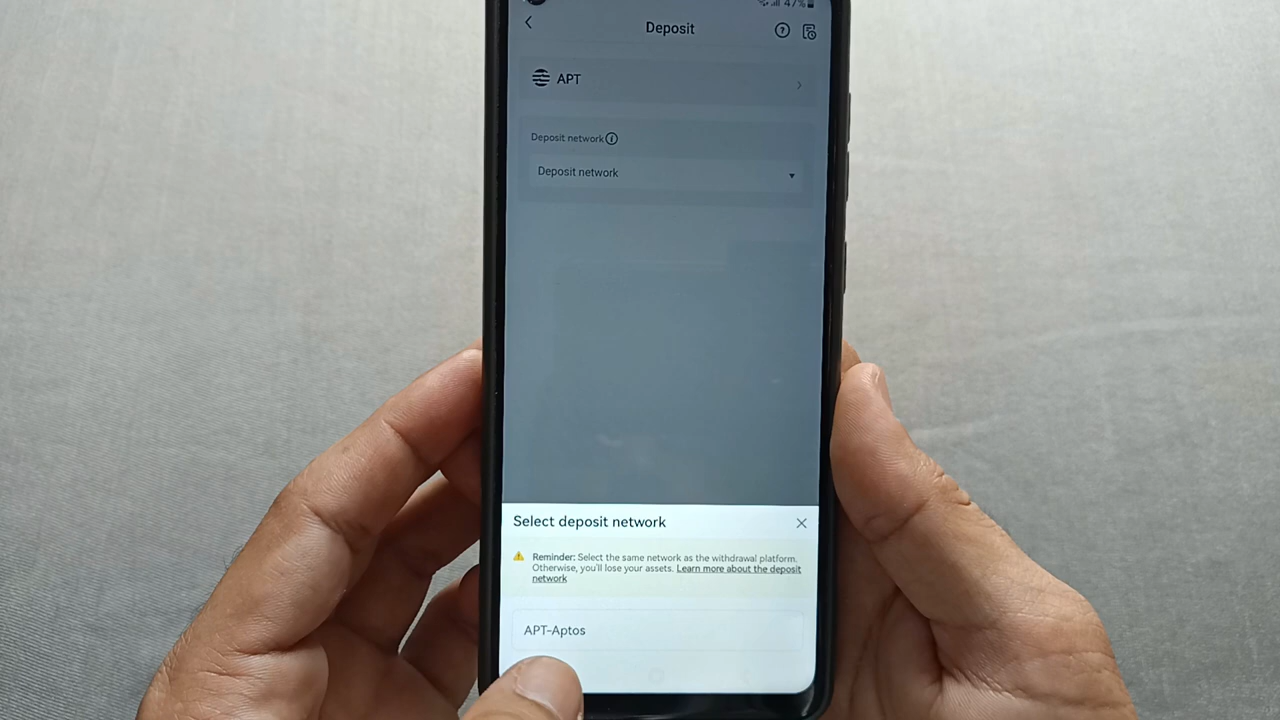 47%
Deposit
APT
Deposit network
Deposit network
Select deposit network
Reminder: Select the same network as the withdrawal platform.
Otherwise, you'll lose your assets. Learn more about the deposit
network
APT-Aptos